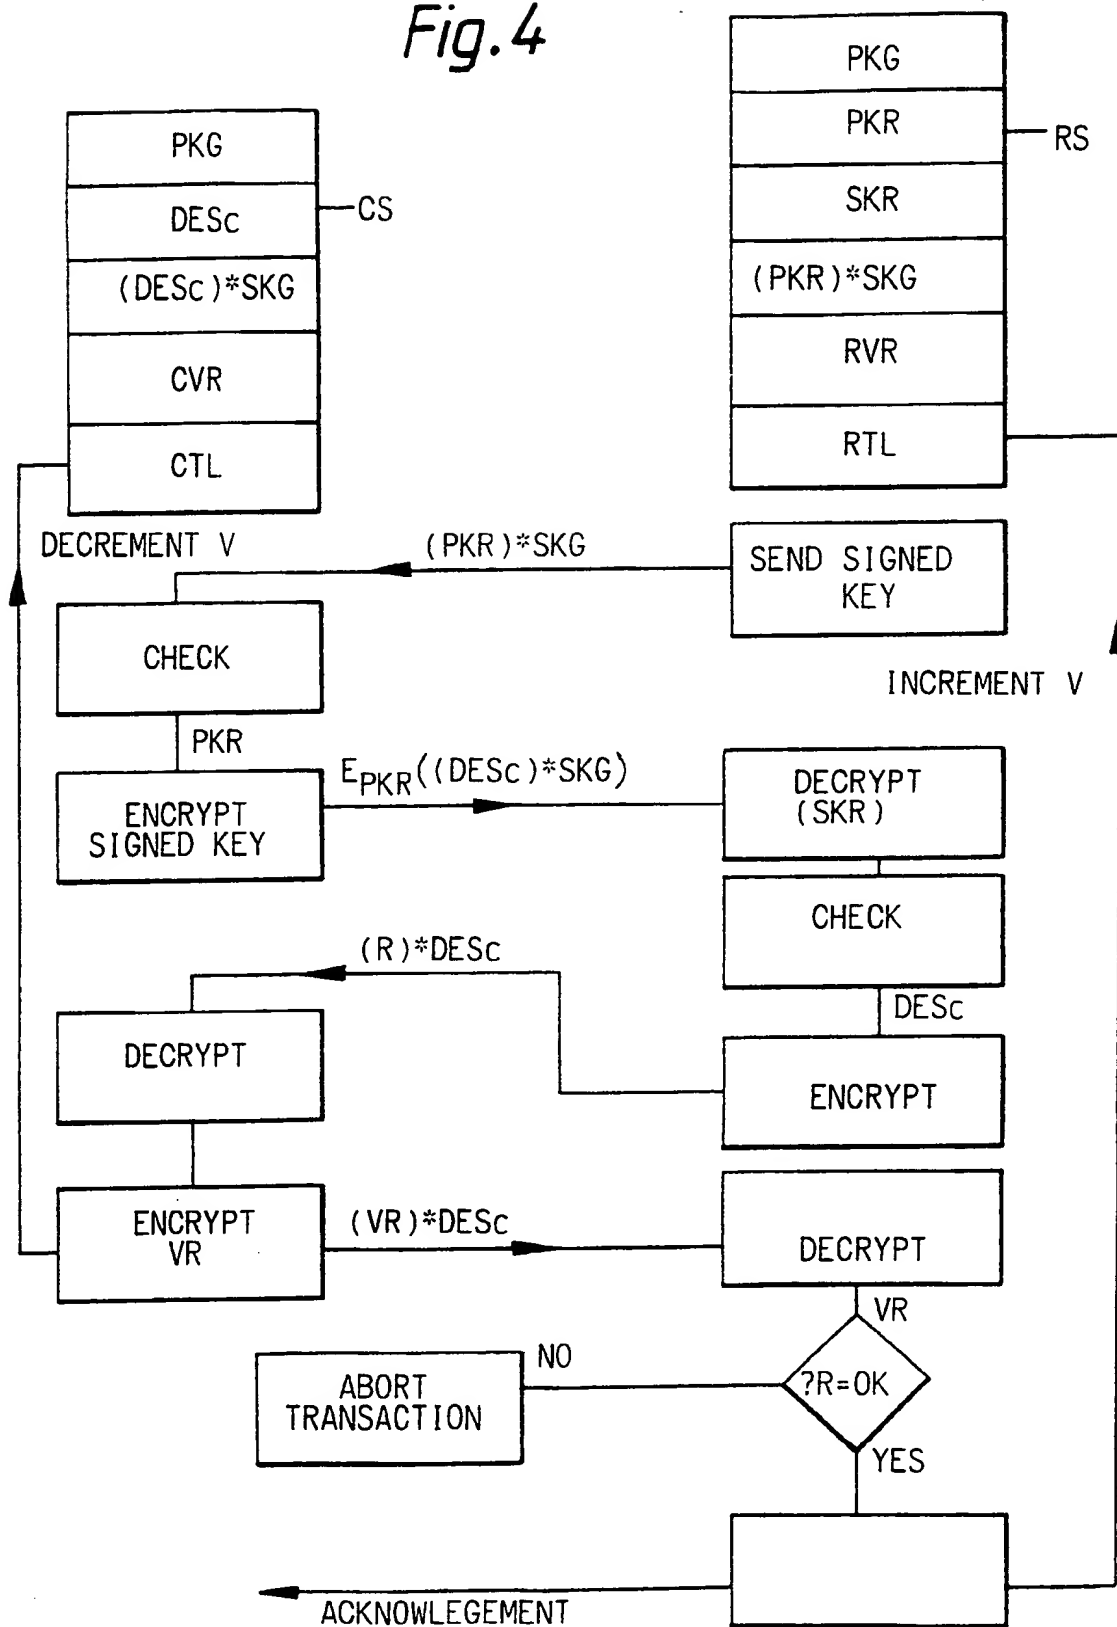 Fig.4
PKG
DESc
CS
(DESc)*SKG
CVR
CTL
PKG
PKR
RS
SKR
(PKR)*SKG
RVR
RTL
DECREMENT V
(PKR)*SKG
SEND SIGNED
KEY
CHECK
INCREMENT V
PKR
ENCRYPT
SIGNED KEY
EPKR((DESc)*SKG)
DECRYPT
(SKR)
CHECK
DESc
(R)*DESc
DECRYPT
ENCRYPT
ENCRYPT
VR
(VR)*DESc
DECRYPT
VR
?R=OK
NO
ABORT
TRANSACTION
YES
ACKNOWLEGEMENT